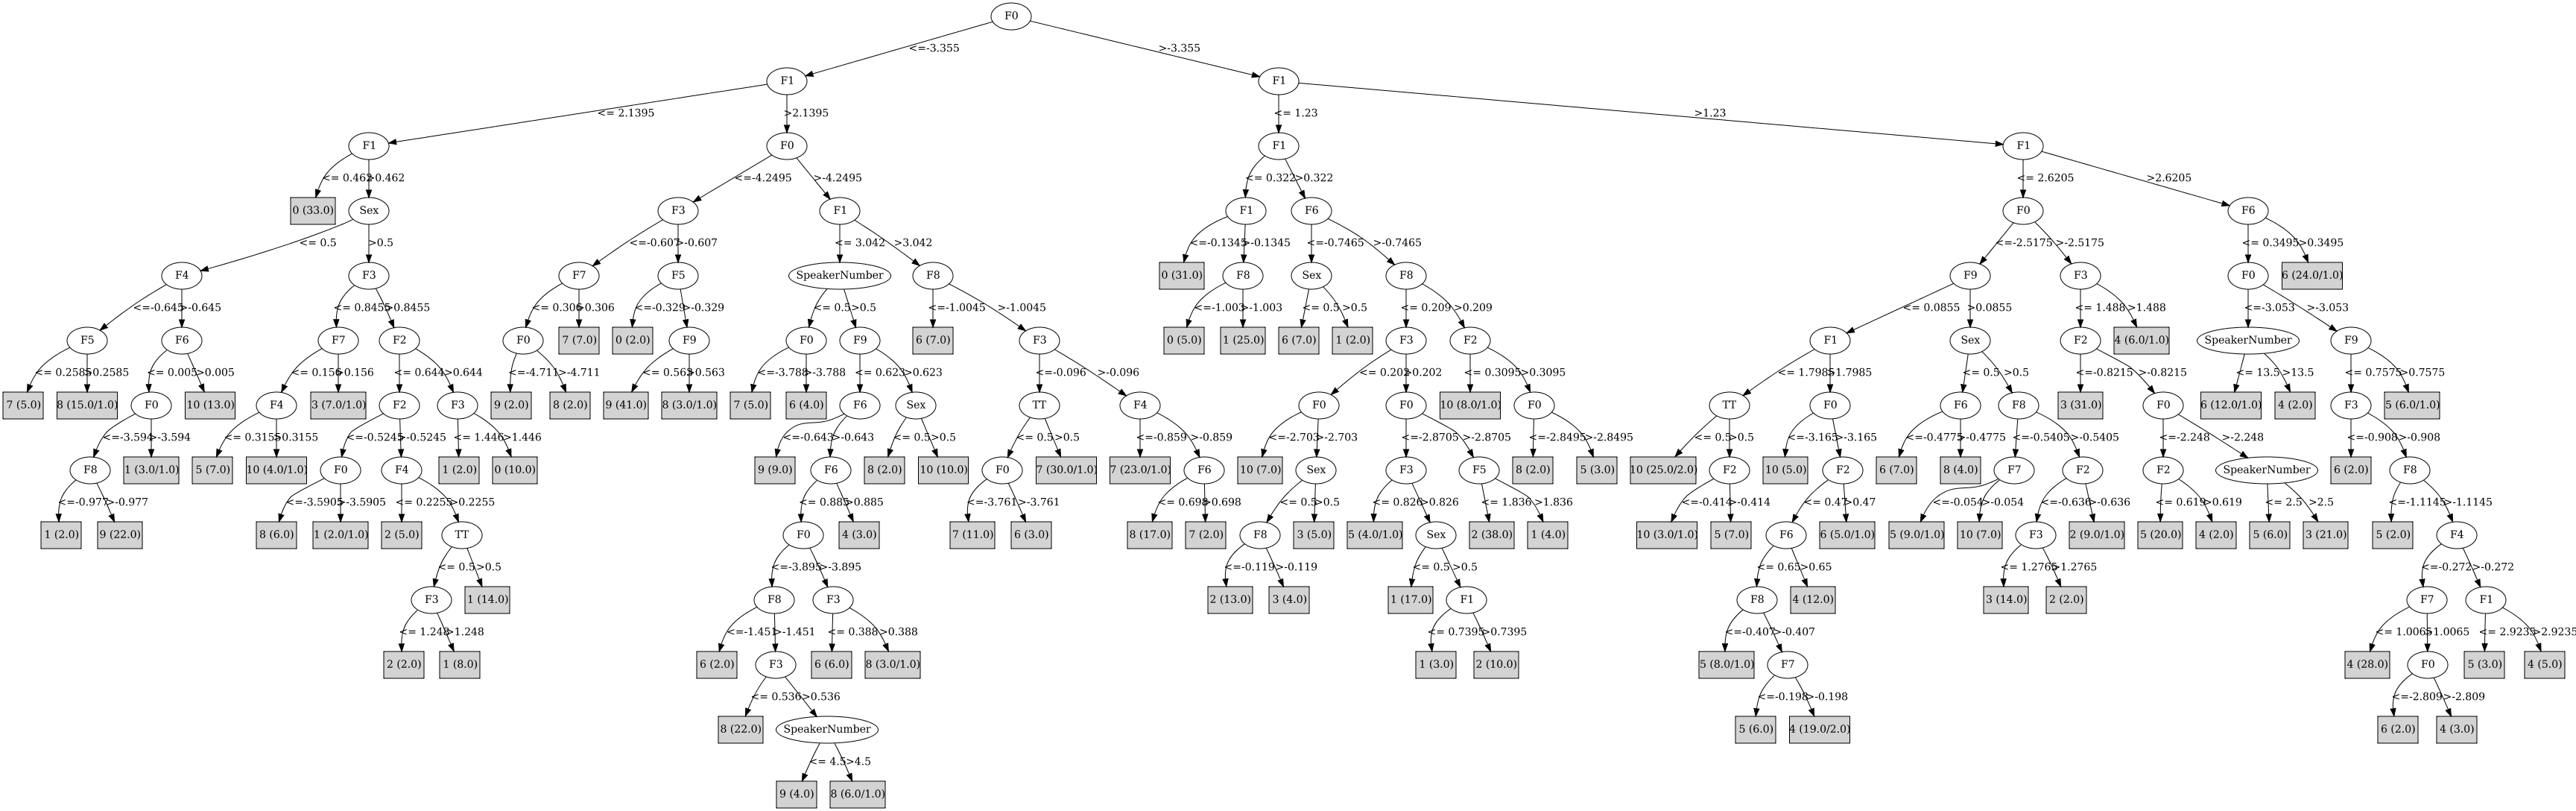 F0
<=-3.355 >-3.355
F1 F1
<= 2.1395 >2.1395 <= 1.23 >1.23
F1 F0 F1 F1
<= 0.462 >0.462 <=-4.2495 >-4.2495 <= 0.322 >0.322 <= 2.6205 >2.6205
0 (33.0) Sex F3 F1 F1 F6 F0 F6
<= 0.5 >0.5 <=-0.607 >-0.607 <= 3.042 >3.042 <=-0.1345 >-0.1345 <=-0.7465 >-0.7465 <=-2.5175 >-2.5175 <= 0.3495 >0.3495
F4 F3 F7 F5 SpeakerNumber F8 0 (31.0) F8 Sex F8 F9 F3 F0 6 (24.0/1.0)
<=-0.645 >-0.645 <= 0.8455 >0.8455 <= 0.306 >0.306 <=-0.329 >-0.329 <= 0.5 >0.5 <=-1.0045 >-1.0045 <=-1.003 >-1.003 <= 0.5 >0.5 <= 0.209 >0.209 <= 0.0855 >0.0855 <= 1.488 >1.488 <=-3.053 >-3.053
F5 F6 F7 F2 F0 7 (7.0) 0 (2.0) F9 F0 F9 6 (7.0) F3 0 (5.0) 1 (25.0) 6 (7.0) 1 (2.0) F3 F2 F1 Sex F2 4 (6.0/1.0) SpeakerNumber F9
<= 0.2585 >0.2585 <= 0.005 >0.005 <= 0.156 >0.156 <= 0.644 >0.644 <=-4.711 >-4.711 <= 0.563 >0.563 <=-3.788 >-3.788 <= 0.623 >0.623 <=-0.096 >-0.096 <= 0.202 >0.202 <= 0.3095 >0.3095 <= 1.7985 >1.7985 <= 0.5 >0.5 <=-0.8215 >-0.8215 <= 13.5 >13.5 <= 0.7575 >0.7575
7 (5.0) 8 (15.0/1.0) F0 10 (13.0) F4 3 (7.0/1.0) F2 F3 9 (2.0) 8 (2.0) 9 (41.0) 8 (3.0/1.0) 7 (5.0) 6 (4.0) F6 Sex TT F4 F0 F0 10 (8.0/1.0) F0 TT F0 F6 F8 3 (31.0) F0 6 (12.0/1.0) 4 (2.0) F3 5 (6.0/1.0)
<=-3.594 >-3.594 <= 0.3155 >0.3155 <=-0.5245 >-0.5245 <= 1.446 >1.446 <=-0.643 >-0.643 <= 0.5 >0.5 <= 0.5 >0.5 <=-0.859 >-0.859 <=-2.703 >-2.703 <=-2.8705 >-2.8705 <=-2.8495 >-2.8495 <= 0.5 >0.5 <=-3.165 >-3.165 <=-0.4775 >-0.4775 <=-0.5405 >-0.5405 <=-2.248 >-2.248 <=-0.908 >-0.908
F8 1 (3.0/1.0) 5 (7.0) 10 (4.0/1.0) F0 F4 1 (2.0) 0 (10.0) 9 (9.0) F6 8 (2.0) 10 (10.0) F0 7 (30.0/1.0) 7 (23.0/1.0) F6 10 (7.0) Sex F3 F5 8 (2.0) 5 (3.0) 10 (25.0/2.0) F2 10 (5.0) F2 6 (7.0) 8 (4.0) F7 F2 F2 SpeakerNumber 6 (2.0) F8
<=-0.977 >-0.977 <=-3.5905 >-3.5905 <= 0.2255 >0.2255 <= 0.885 >0.885 <=-3.761 >-3.761 <= 0.698 >0.698 <= 0.5 >0.5 <= 0.826 >0.826 <= 1.836 >1.836 <=-0.414 >-0.414 <= 0.47 >0.47 <=-0.054 >-0.054 <=-0.636 >-0.636 <= 0.619 >0.619 <= 2.5 >2.5 <=-1.1145 >-1.1145
1 (2.0) 9 (22.0) 8 (6.0) 1 (2.0/1.0) 2 (5.0) TT F0 4 (3.0) 7 (11.0) 6 (3.0) 8 (17.0) 7 (2.0) F8 3 (5.0) 5 (4.0/1.0) Sex 2 (38.0) 1 (4.0) 10 (3.0/1.0) 5 (7.0) F6 6 (5.0/1.0) 5 (9.0/1.0) 10 (7.0) F3 2 (9.0/1.0) 5 (20.0) 4 (2.0) 5 (6.0) 3 (21.0) 5 (2.0) F4
<= 0.5 >0.5 <=-3.895 >-3.895 <=-0.119 >-0.119 <= 0.5 >0.5 <= 0.65 >0.65 <= 1.2765 >1.2765 <=-0.272 >-0.272
F3 1 (14.0) F8 F3 2 (13.0) 3 (4.0) 1 (17.0) F1 F8 4 (12.0) 3 (14.0) 2 (2.0) F7 F1
<= 1.248 >1.248 <=-1.451 >-1.451 <= 0.388 >0.388 <= 0.7395 >0.7395 <=-0.407 >-0.407 <= 1.0065 >1.0065 <= 2.9235 >2.9235
2 (2.0) 1 (8.0) 6 (2.0) F3 6 (6.0) 8 (3.0/1.0) 1 (3.0) 2 (10.0) 5 (8.0/1.0) F7 4 (28.0) F0 5 (3.0) 4 (5.0)
<= 0.536 >0.536 <=-0.198 >-0.198 <=-2.809 >-2.809
8 (22.0) SpeakerNumber 5 (6.0) 4 (19.0/2.0) 6 (2.0) 4 (3.0)
<= 4.5 >4.5
9 (4.0) 8 (6.0/1.0)